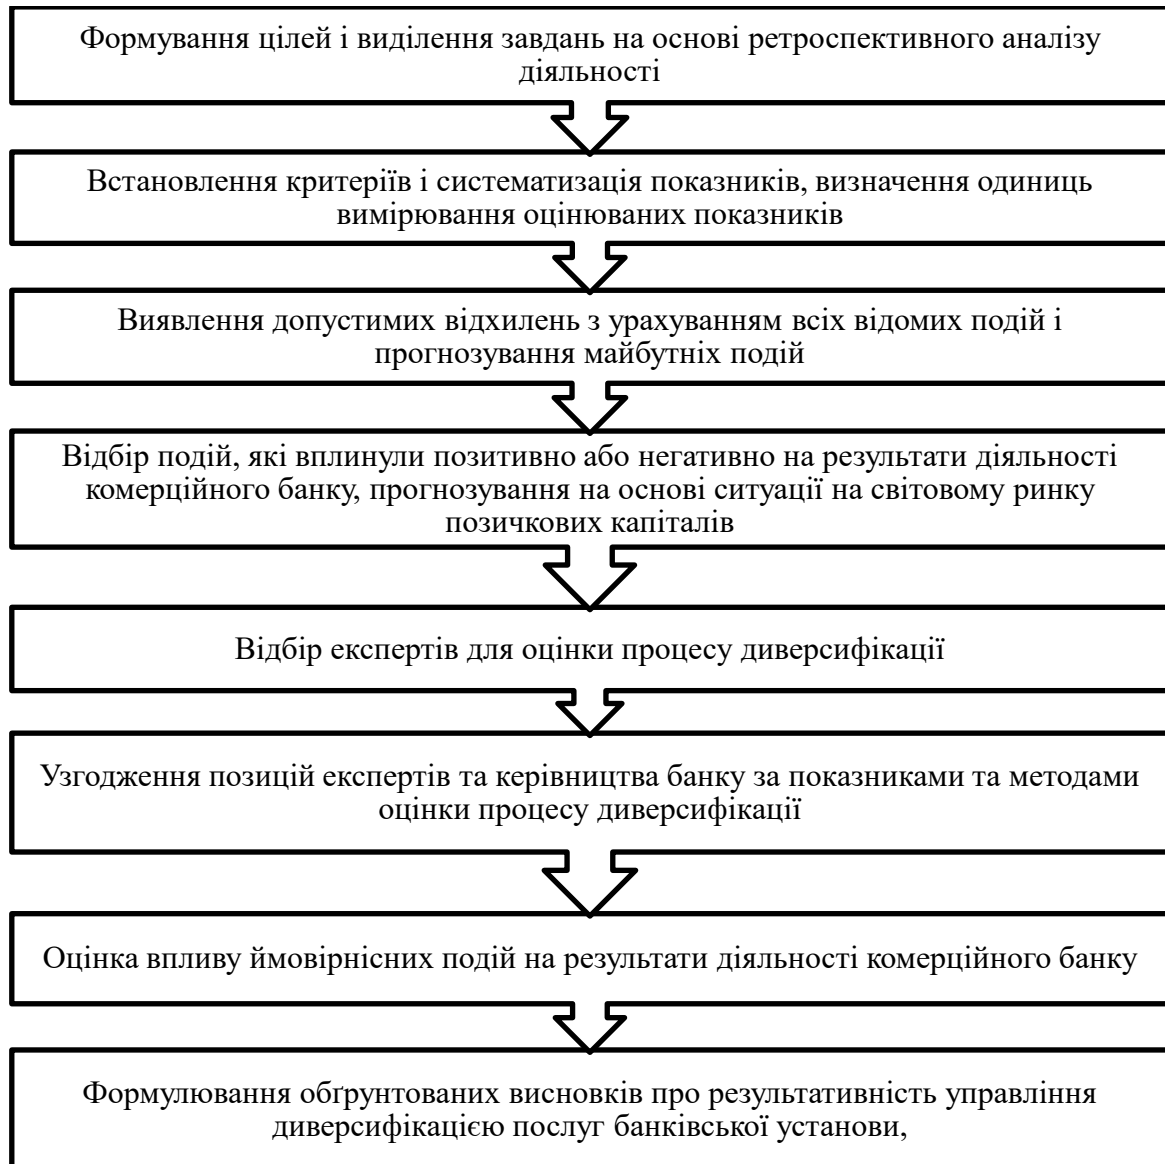 Формування цілей і виділення завдань на основі ретроспективного аналізу
діяльності
Встановлення критеріїв і систематизація показників, визначення одиниць
вимірювання оцінюваних показників
Виявлення допустимих відхилень з урахуванням всіх відомих подій і
прогнозування майбутніх подій
Відбір подій, які вплинули позитивно або негативно на результати діяльності
комерційного банку, прогнозування на основі ситуації на світовому ринку
позичкових капіталів
Відбір експертів для оцінки процесу диверсифікації
Узгодження позицій експертів та керівництва банку за показниками та методами
оцінки процесу диверсифікації
Оцінка впливу ймовірнісних подій на результати діяльності комерційного банку
Формулювання обґрунтованих висновків про результативність управління
диверсифікацією послуг банківської установи,